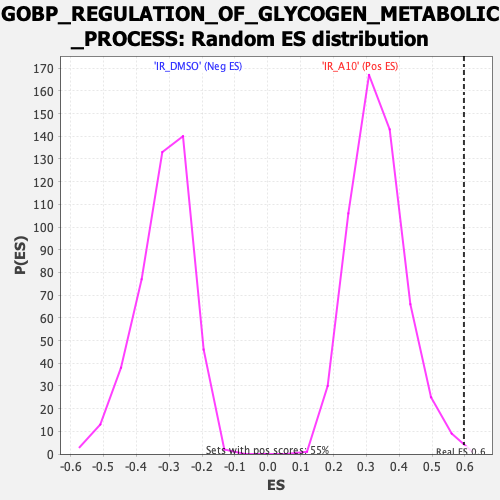 GOBP_REGULATION_OF_GLYCOGEN_METABOLIC
_PROCESS: Random ES distribution
'IR_DMSO' (Neg ES) 'IR_A10' (Pos ES)
170
160
150
140
130
120
110
100
90
80
70
60
50
40
30
20
10
0
P(ES)
Sets with pos scores: 55%
Real ES 0.6
-0.6 -0.5 -0.4 -0.3 -0.2 -0.1 0.0 0.1 0.2 0.3 0.4 0.5 0.6
ES